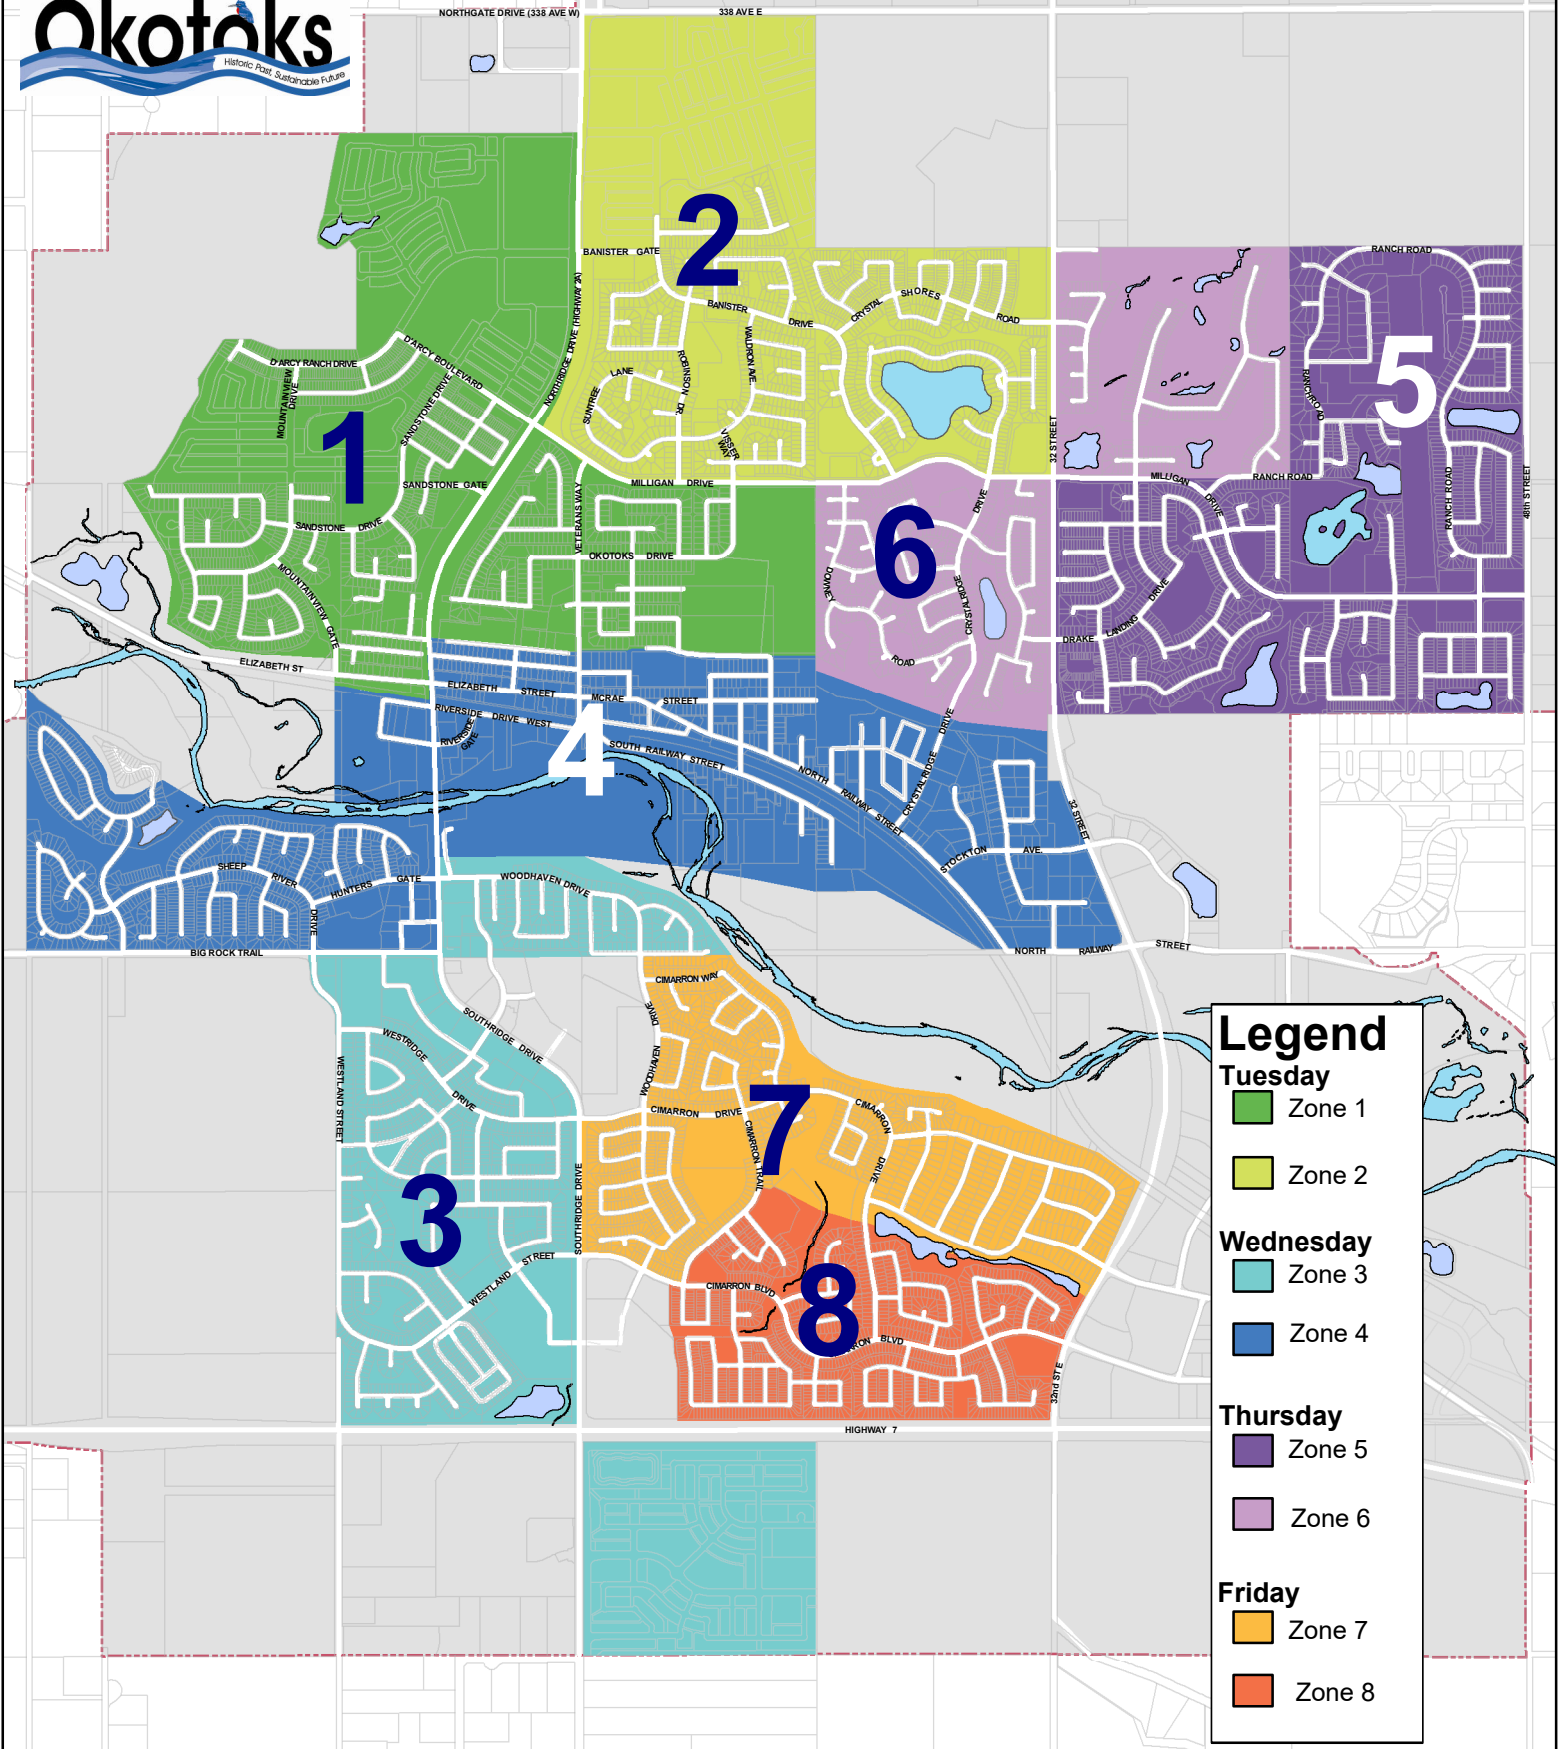 Okotoks
Historic Past, Sustainable Future
NORTHGATE DRIVE (338 AVE W)
338 AVE E
BANISTER GATE
2
RANCH ROAD
NORTHRIDGE DRIVE (HIGHWAY 2A)
BANISTER
DRIVE
CRYSTAL
SHORES
ROAD
D'ARCY RANCH DRIVE
D'ARCY BOULEVARD
MOUNTAINVIEW
DRIVE
SANDSTONE DRIVE
SUNTREE
LANE
ROBINSON DR.
WALDRON AVE.
VISSER
WAY
32 STREET
RANCH ROAD
5
1
SANDSTONE GATE
MILLIGAN DRIVE
MILLIGAN
DRIVE
RANCH ROAD
RANCH ROAD
48th STREET
SANDSTONE DRIVE
VETERANS WAY
OKOTOKS DRIVE
6
DRIVE
DOWNEY
CRYSTALRIDGE
ROAD
MOUNTAINVIEW GATE
DRAKE LANDING DRIVE
ELIZABETH ST
ELIZABETH STREET
MCRAE STREET
RIVERSIDE DRIVE WEST
RIVERSIDE
GATE
4
SOUTH RAILWAY STREET
NORTH RAILWAY STREET
CRYSTALRIDGE DRIVE
32 STREET
STOCKTON AVE.
SHEEP RIVER
DRIVE
HUNTERS GATE
WOODHAVEN DRIVE
BIG ROCK TRAIL
NORTH RAILWAY STREET
CIMARRON WAY
SOUTHRIDGE DRIVE
WOODHAVEN
DRIVE
WESTRIDGE
DRIVE
WESTLAND STREET
CIMARRON DRIVE
CIMARRON TRAIL
7
CIMARRON
DRIVE
3
SOUTHRIDGE DRIVE
WESTLAND STREET
CIMARRON BLVD
8
RON BLVD
32nd ST E
HIGHWAY 7
Legend
Tuesday
Zone 1
Zone 2
Wednesday
Zone 3
Zone 4
Thursday
Zone 5
Zone 6
Friday
Zone 7
Zone 8